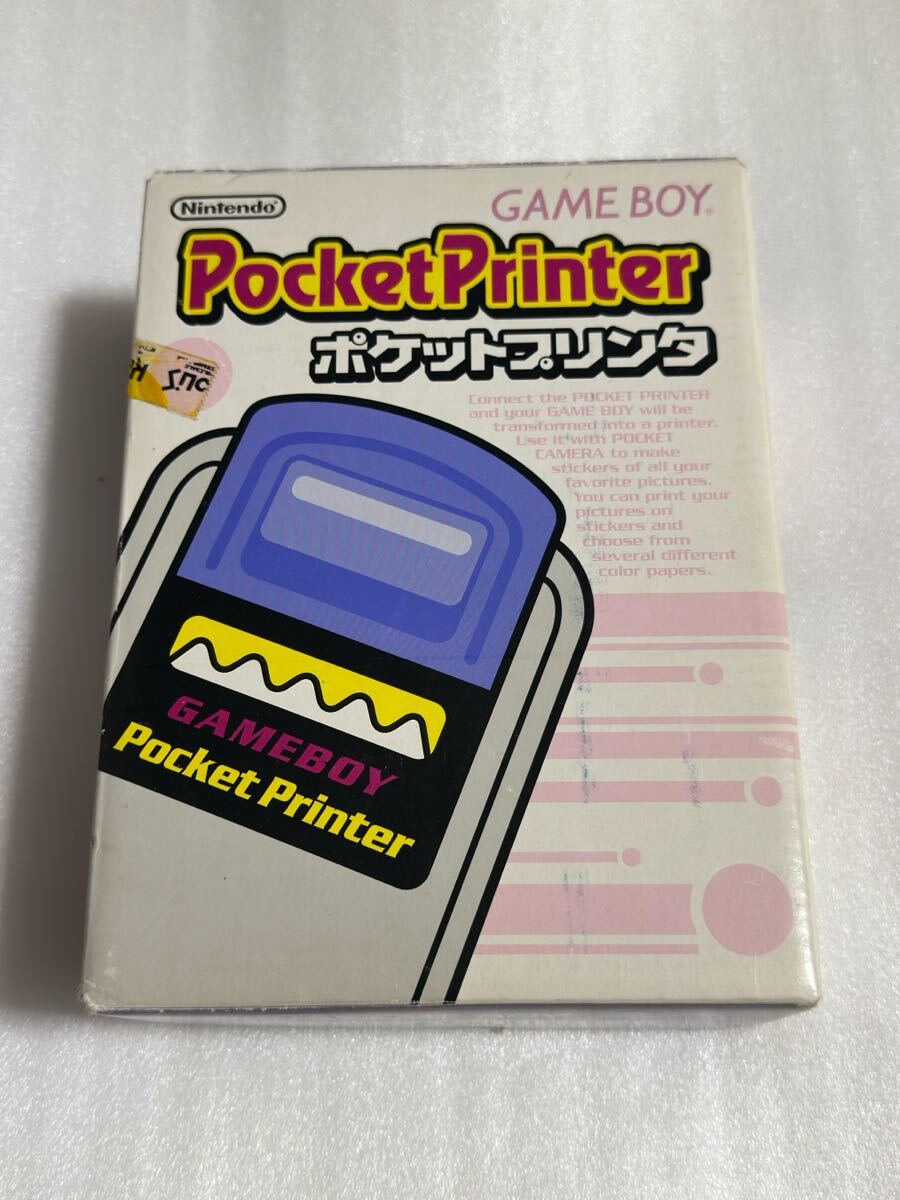 Nintendo®
GAME BOY®
PocketPrinter
ポケットプリンタ
Connect the POCKET PRINTER
and your GAME BOY will be
transformed into a printer.
Use it with POCKET
CAMERA to make
stickers of all your
favorite pictures.
You can print your
pictures on
stickers and
choose from
several different
color papers.
GAMEBOY
Pocket Printer